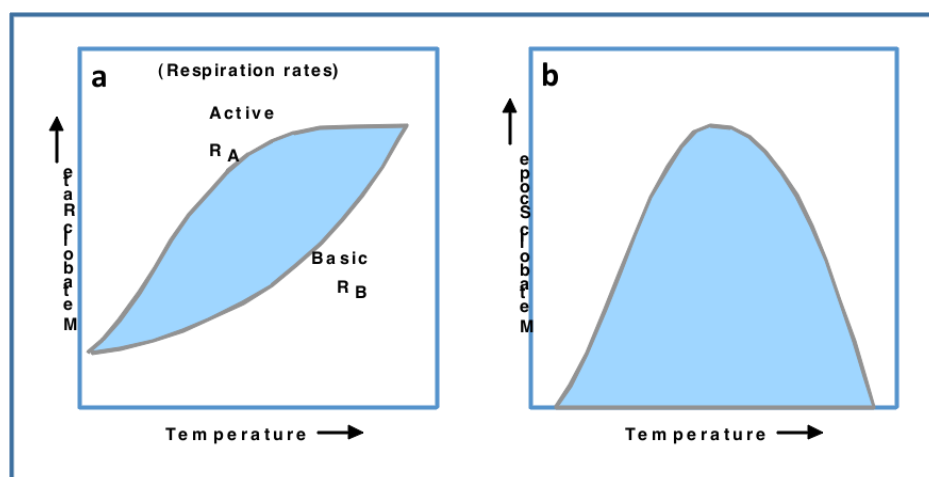 a
(Respiration rates)
Active
R A
Basic
R B
Metabolic Rate
Temperature
b
Metabolic Scope
Temperature